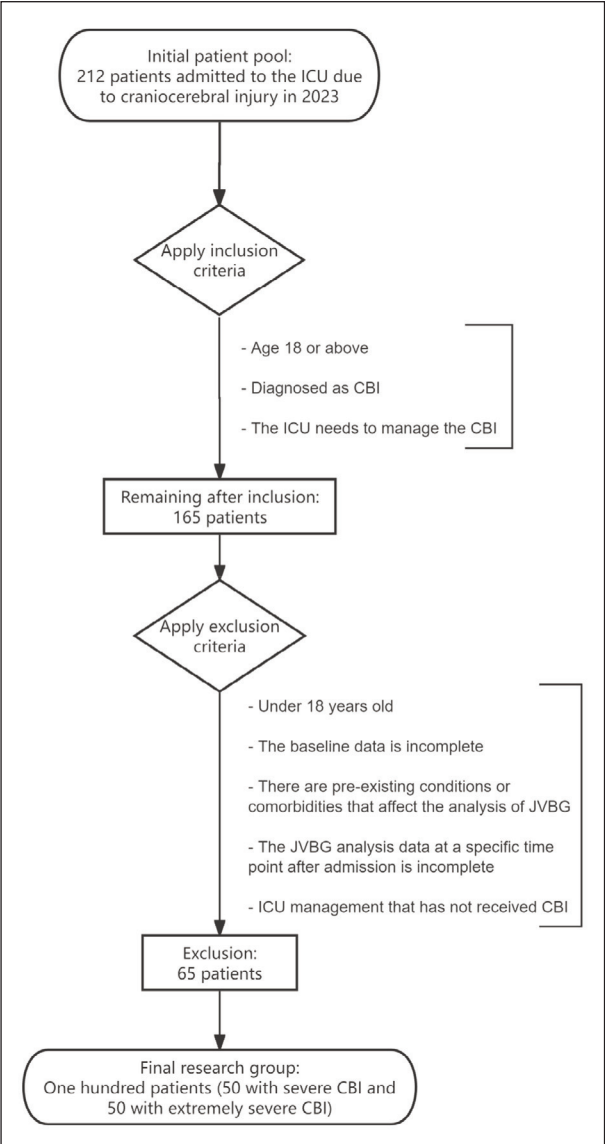 Initial patient pool:
212 patients admitted to the ICU due
to craniocerebral injury in 2023
Apply inclusion
criteria
- Age 18 or above
- Diagnosed as CBI
- The ICU needs to manage the CBI
Remaining after inclusion:
165 patients
Apply exclusion
criteria
- Under 18 years old
- The baseline data is incomplete
- There are pre-existing conditions or
comorbidities that affect the analysis of JVBG
- The JVBG analysis data at a specific time
point after admission is incomplete
- ICU management that has not received CBI
Exclusion:
65 patients
Final research group:
One hundred patients (50 with severe CBI and
50 with extremely severe CBI)